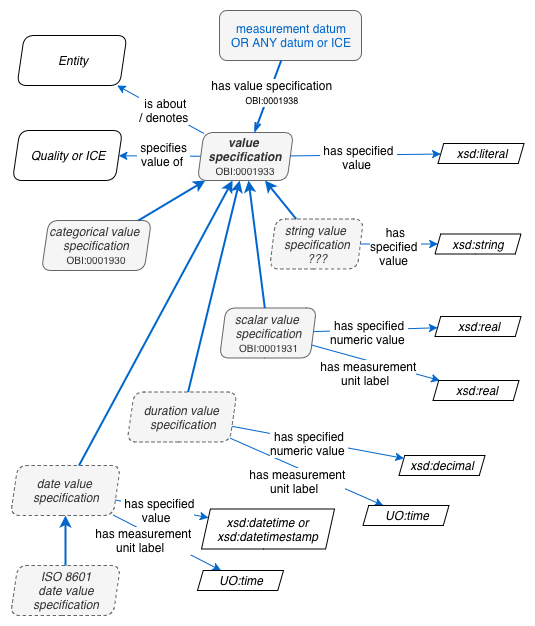 measurement datum
OR ANY datum or ICE
Entity
has value specification
OBI:0001938
is about
/ denotes
Quality or ICE
specifies
value of
value
specification
OBI:0001933
has specified
value
xsd:literal
categorical value
specification
OBI:0001930
string value
specification
???
has
specified
value
xsd:string
scalar value
specification
OBI:0001931
has specified
numeric value
xsd:real
has measurement
unit label
xsd:real
duration value
specification
has specified
numeric value
xsd:decimal
has measurement
unit label
UO:time
date value
specification
has specified
value
xsd:datetime or
xsd:datetimestamp
has measurement
unit label
UO:time
ISO 8601
date value
specification